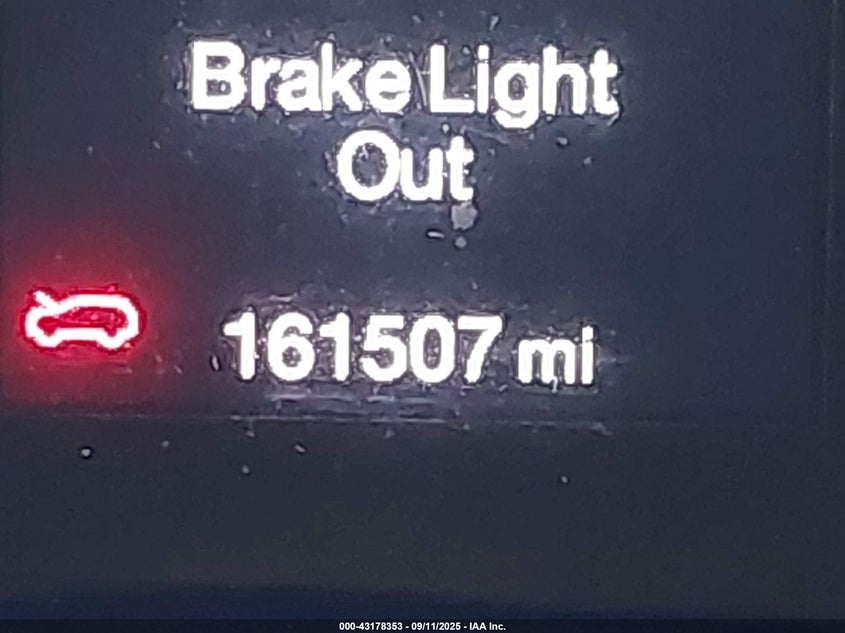 Brake Light
Out
161507 mi
000-43178353 - 09/11/2025 - IAA Inc.